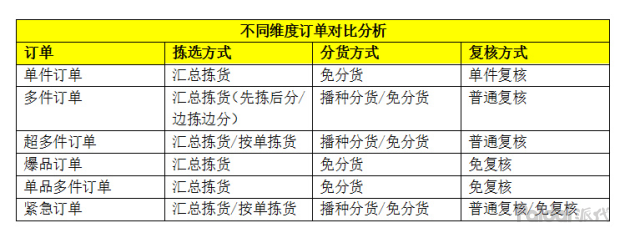 不同维度订单对比分析
订单 拣选方式 分货方式 复核方式
单件订单 汇总拣货 免分货 单件复核
多件订单 汇总拣货(先拣后分/ 播种分货/免分货 普通复核
边拣边分)
超多件订单 汇总拣货/按单拣货 播种分货/免分货 普通复核
爆品订单 汇总拣货 免分货 免复核
单品多件订单 汇总拣货 免分货 免复核
紧急订单 汇总拣货/按单拣货 播种分货/免分货 普通复核/免复核